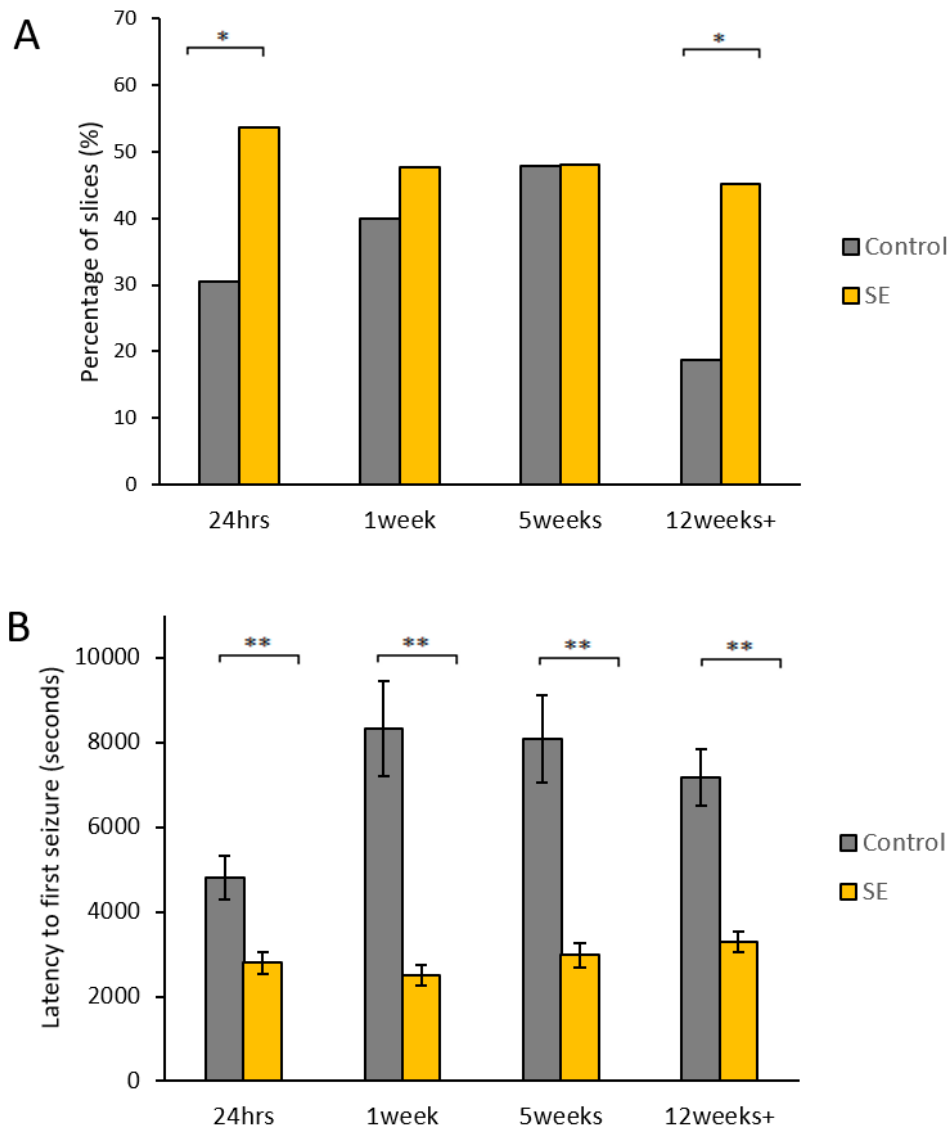 A
Percentage of slices (%)
70
60
50
40
30
20
10
0
* *
24hrs 1week 5weeks 12weeks+
Control
SE
B
Latency to first seizure (seconds)
10000
8000
6000
4000
2000
0
** ** ** **
24hrs 1week 5weeks 12weeks+
Control
SE